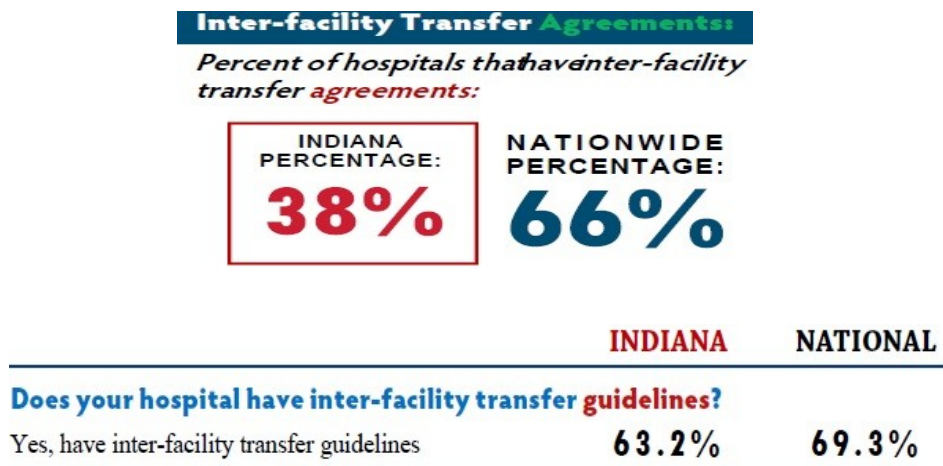 Inter-facility Transfer Agreements:
Percent of hospitals thathaveinter-facility
transfer agreements:
INDIANA
PERCENTAGE:
38%
NATIONWIDE
PERCENTAGE:
66%
INDIANA NATIONAL
Does your hospital have inter-facility transfer guidelines?
Yes, have inter-facility transfer guidelines 63.2% 69.3%